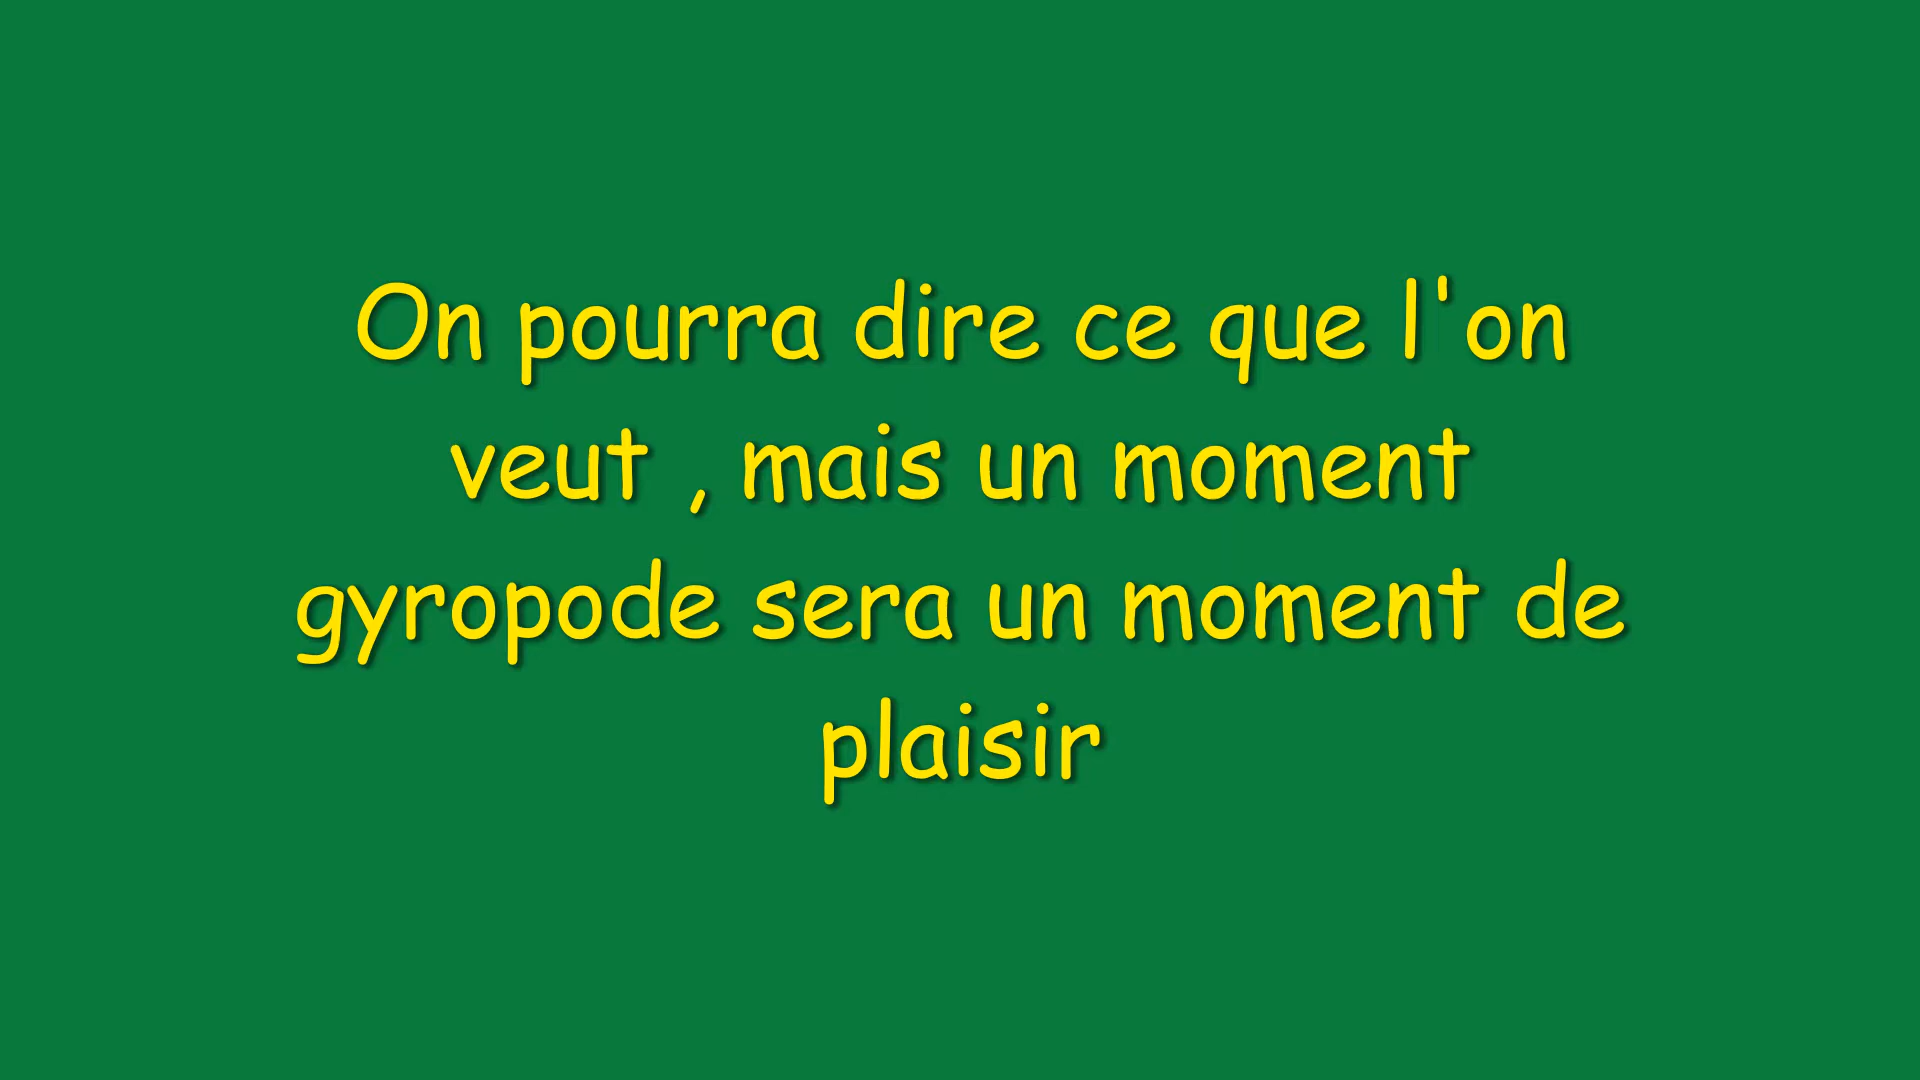 On pourra dire ce que l'on
veut , mais un moment
gyropode sera un moment de
plaisir